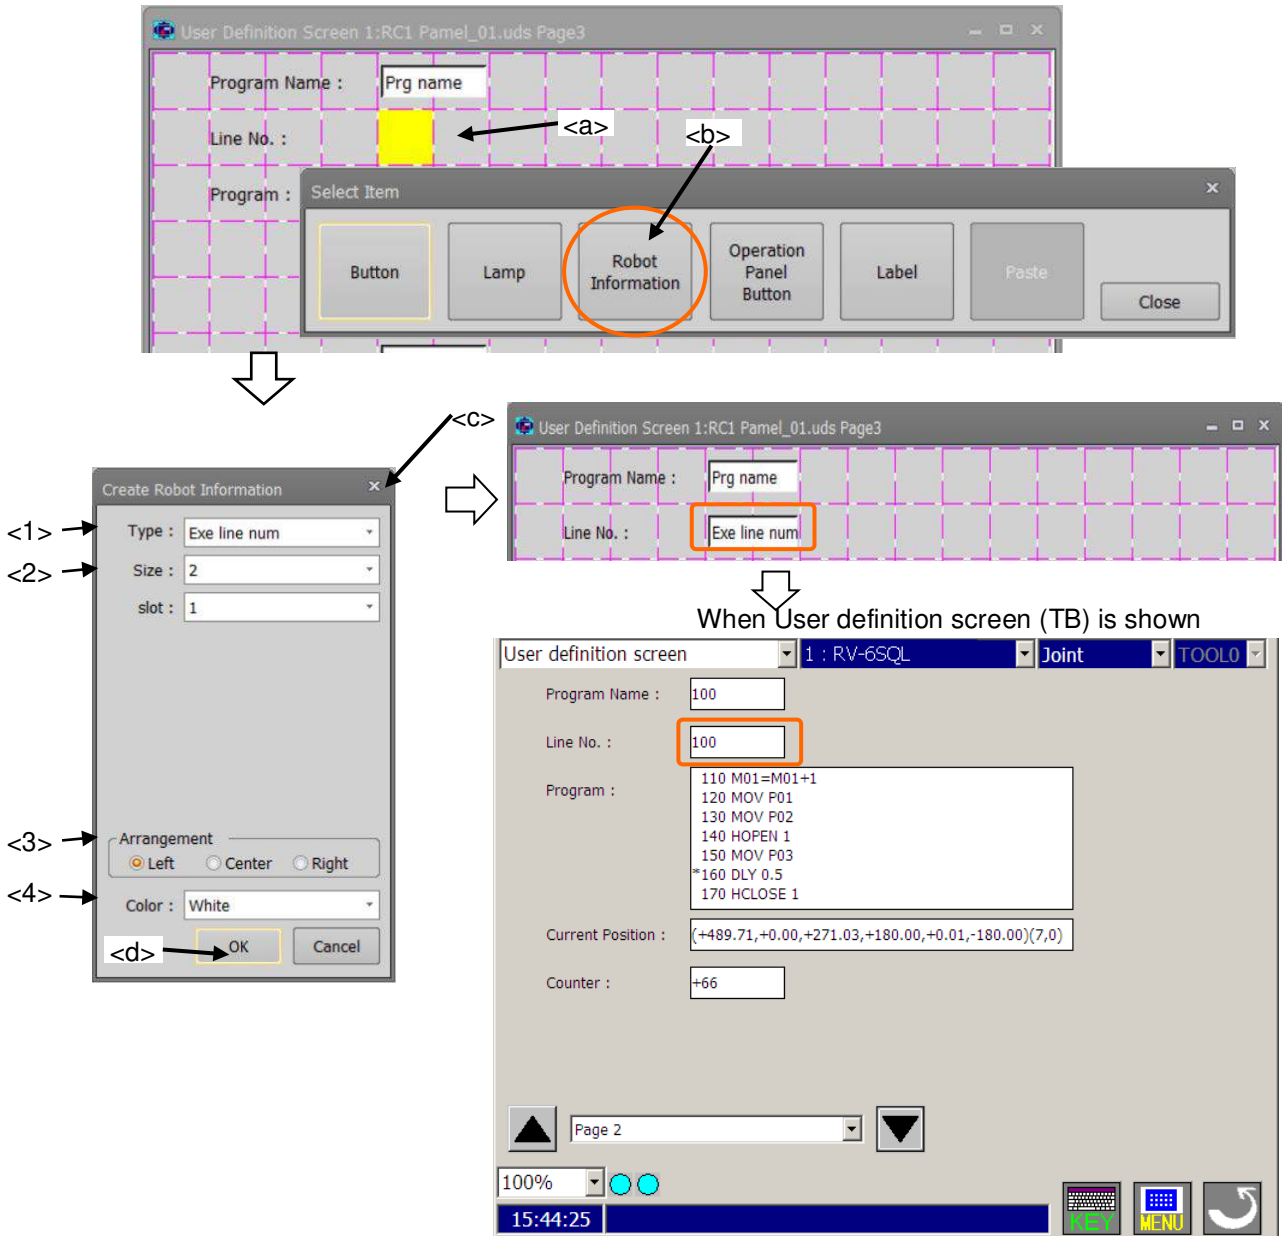 User Definition Screen 1:RC1 Pamel_01.uds Page3
Program Name : Prg name
Line No. :
<a>
<b>
Program :
Select Item
Button
Lamp
Robot
Information
Operation
Panel
Button
Label
Paste
Close
<c>
Create Robot Information
<1> Type : Exe line num
<2> Size : 2
slot : 1
<3> Arrangement
Left Center Right
<4> Color : White
<d> OK Cancel
User Definition Screen 1:RC1 Pamel_01.uds Page3
Program Name : Prg name
Line No. : Exe line num
When User definition screen (TB) is shown
User definition screen 1 : RV-6SQL Joint TOOL0
Program Name : 100
Line No. : 100
Program :
110 M01=M01+1
120 MOV P01
130 MOV P02
140 HOPEN 1
150 MOV P03
*160 DLY 0.5
170 HCLOSE 1
Current Position : (+489.71,+0.00,+271.03,+180.00,+0.01,-180.00)(7,0)
Counter : +66
Page 2
100%
15:44:25
KEY
MENU